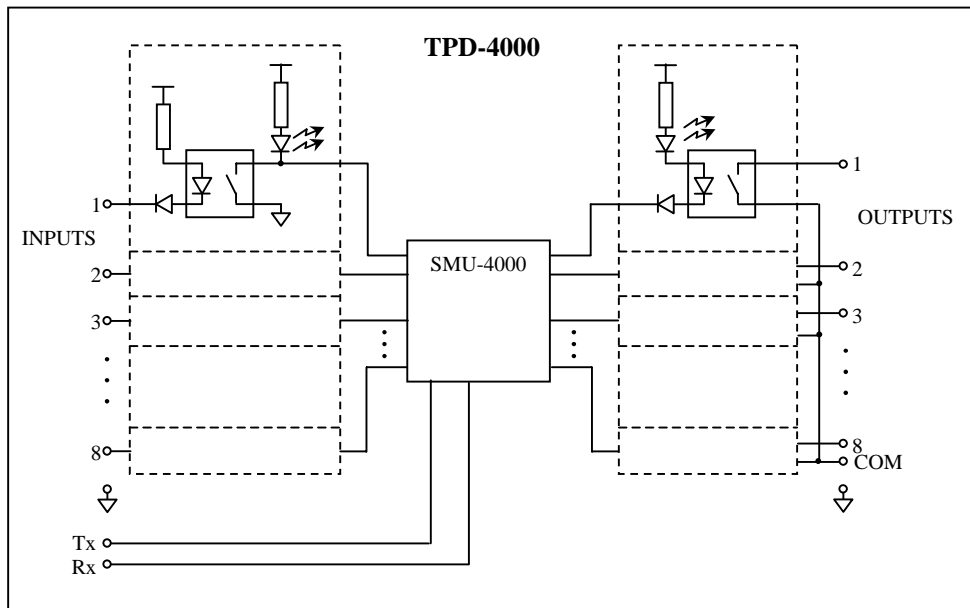 TPD-4000
1
INPUTS
2
3
8
SMU-4000
1
OUTPUTS
2
3
8
COM
Tx
Rx